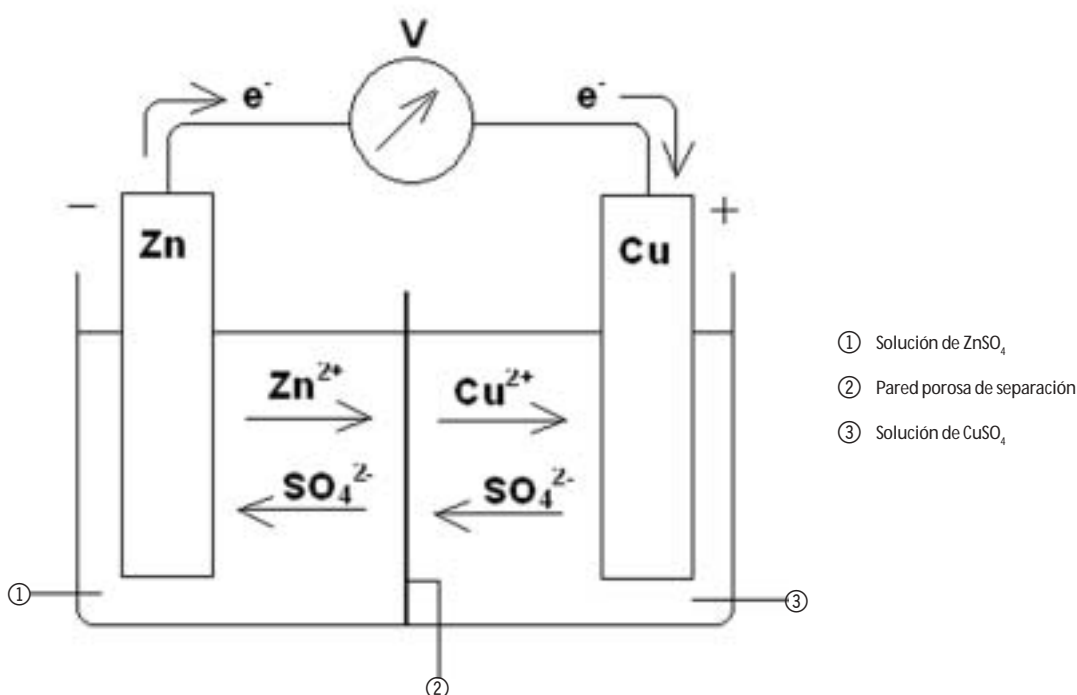 V
e⁻ e⁻
− +
Zn Cu
Zn²⁺ Cu²⁺
SO₄²⁻ SO₄²⁻
① ③
②
① Solución de ZnSO₄
② Pared porosa de separación
③ Solución de CuSO₄